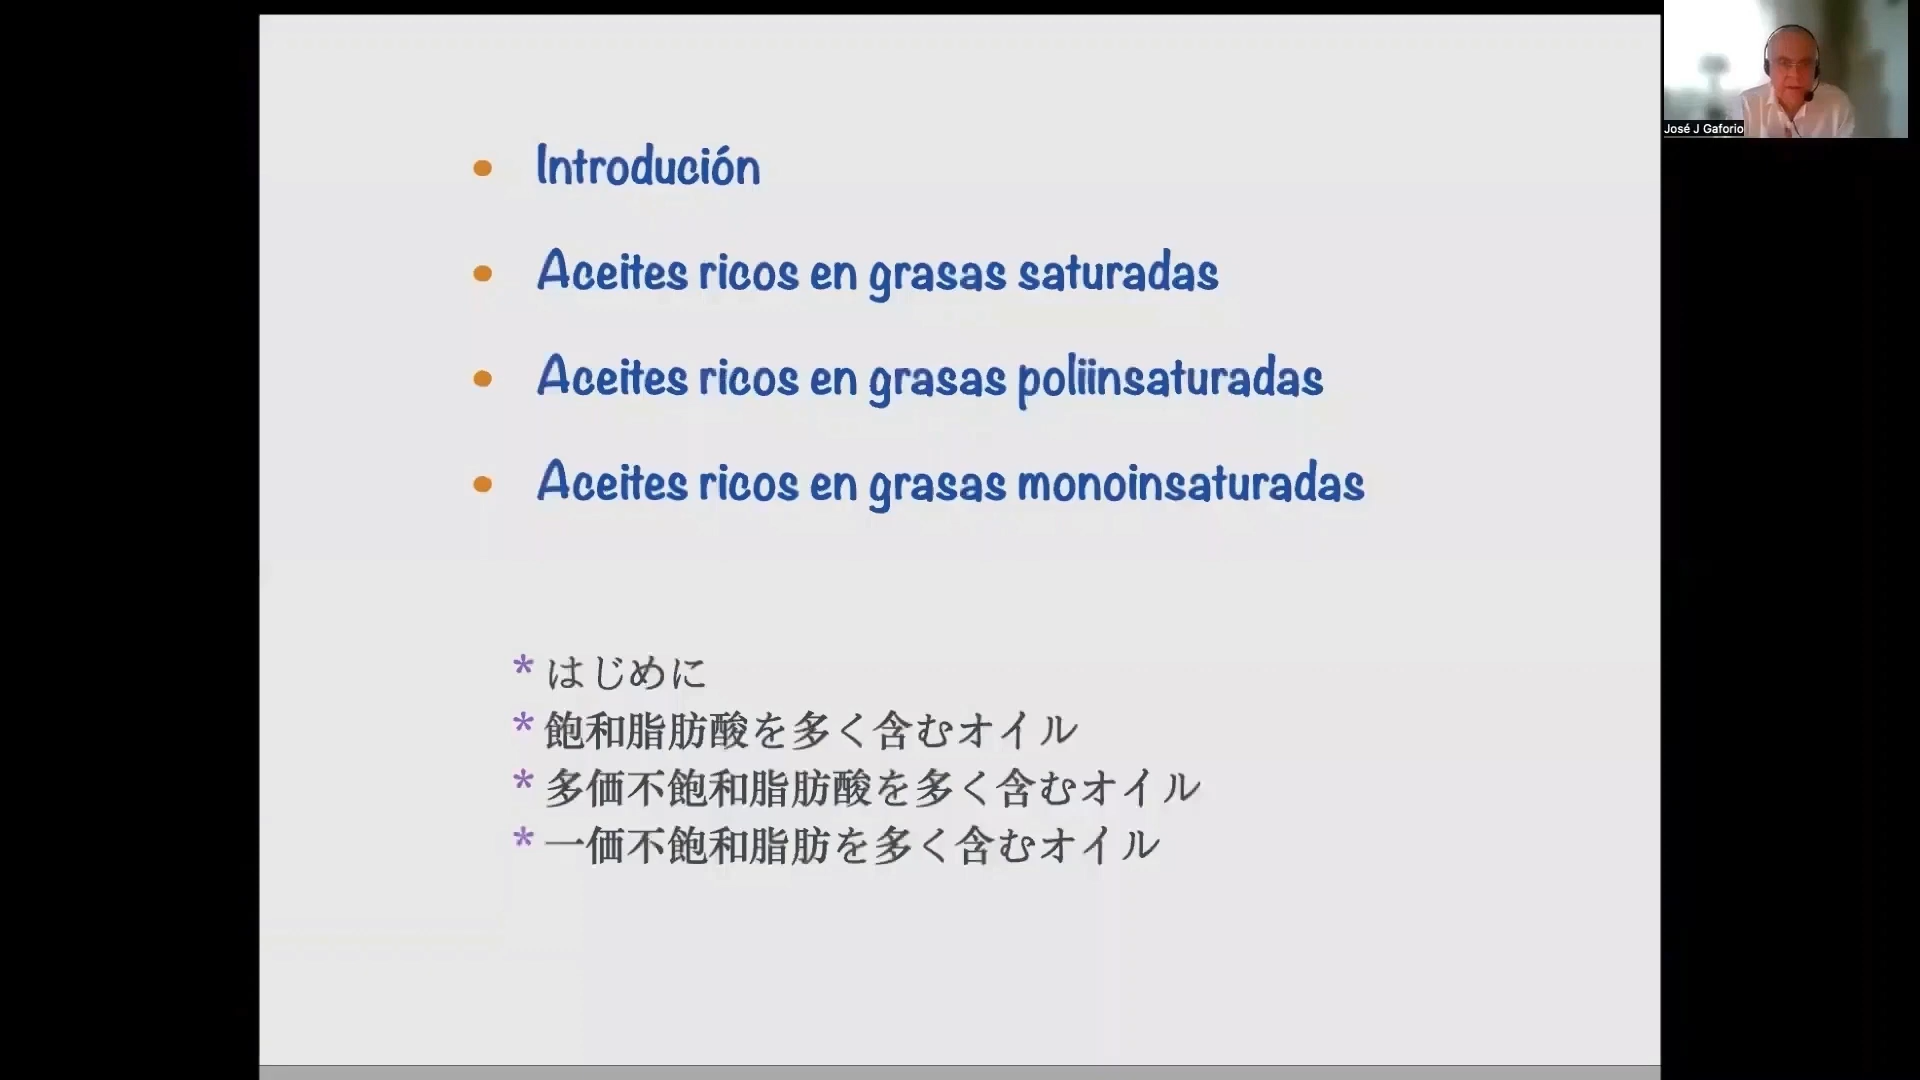 • Introdución
• Aceites ricos en grasas saturadas
• Aceites ricos en grasas poliinsaturadas
• Aceites ricos en grasas monoinsaturadas
* はじめに
* 飽和脂肪酸を多く含むオイル
* 多価不飽和脂肪酸を多く含むオイル
* 一価不飽和脂肪を多く含むオイル
José J Gaforio